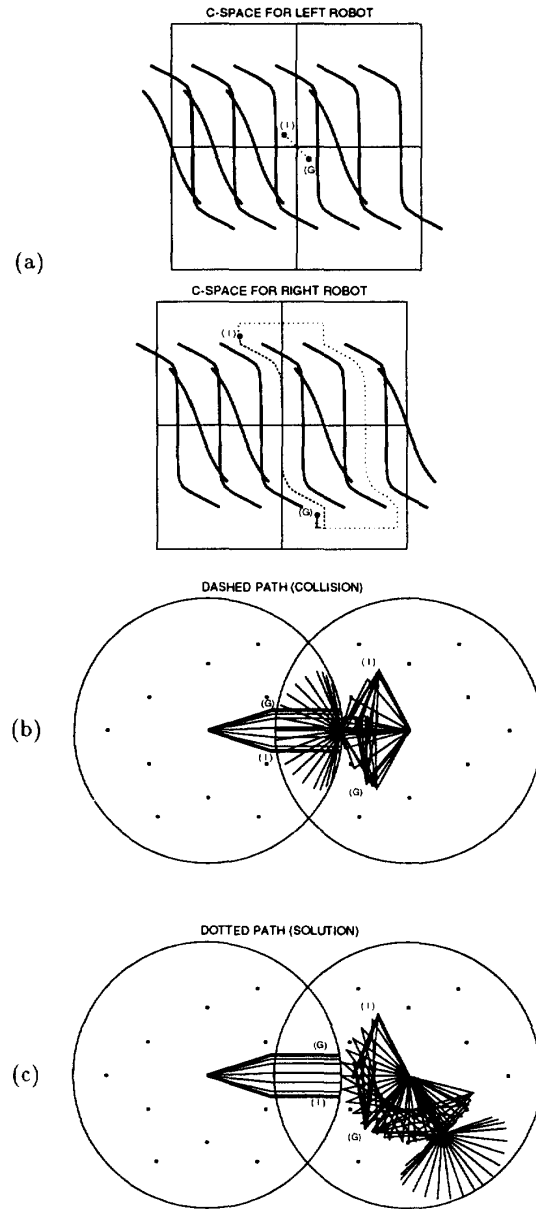 C-SPACE FOR LEFT ROBOT
(I)
(G
(a)
C-SPACE FOR RIGHT ROBOT
(I)
(G)
DASHED PATH (COLLISION)
(I)
(G)
(b)
(I)
(G)
DOTTED PATH (SOLUTION)
(I)
(G)
(c)
(I)
(G)